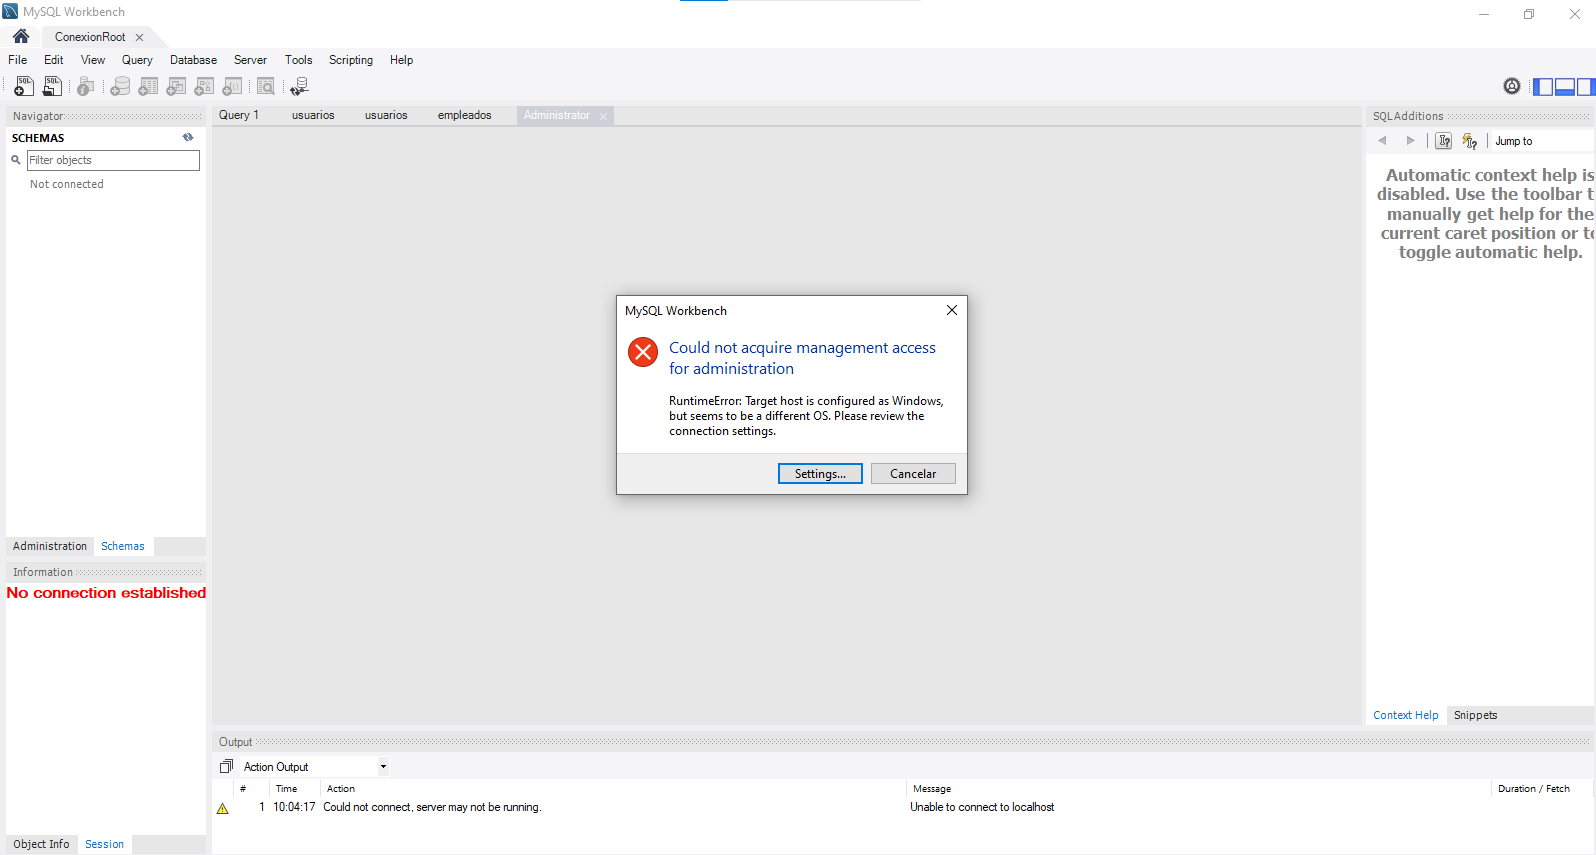 MySQL Workbench
ConexionRoot
File Edit View Query Database Server Tools Scripting Help
Navigator
SCHEMAS
Filter objects
Not connected
Administration Schemas
Information
No connection established
Object Info Session
Query 1 usuarios usuarios empleados Administrator
MySQL Workbench
Could not acquire management access
for administration
RuntimeError: Target host is configured as Windows,
but seems to be a different OS. Please review the
connection settings.
Settings... Cancelar
SQLAdditions
Jump to
Automatic context help is
disabled. Use the toolbar t
manually get help for the
current caret position or to
toggle automatic help.
Context Help Snippets
Output
Action Output
# Time Action Message Duration / Fetch
1 10:04:17 Could not connect, server may not be running. Unable to connect to localhost